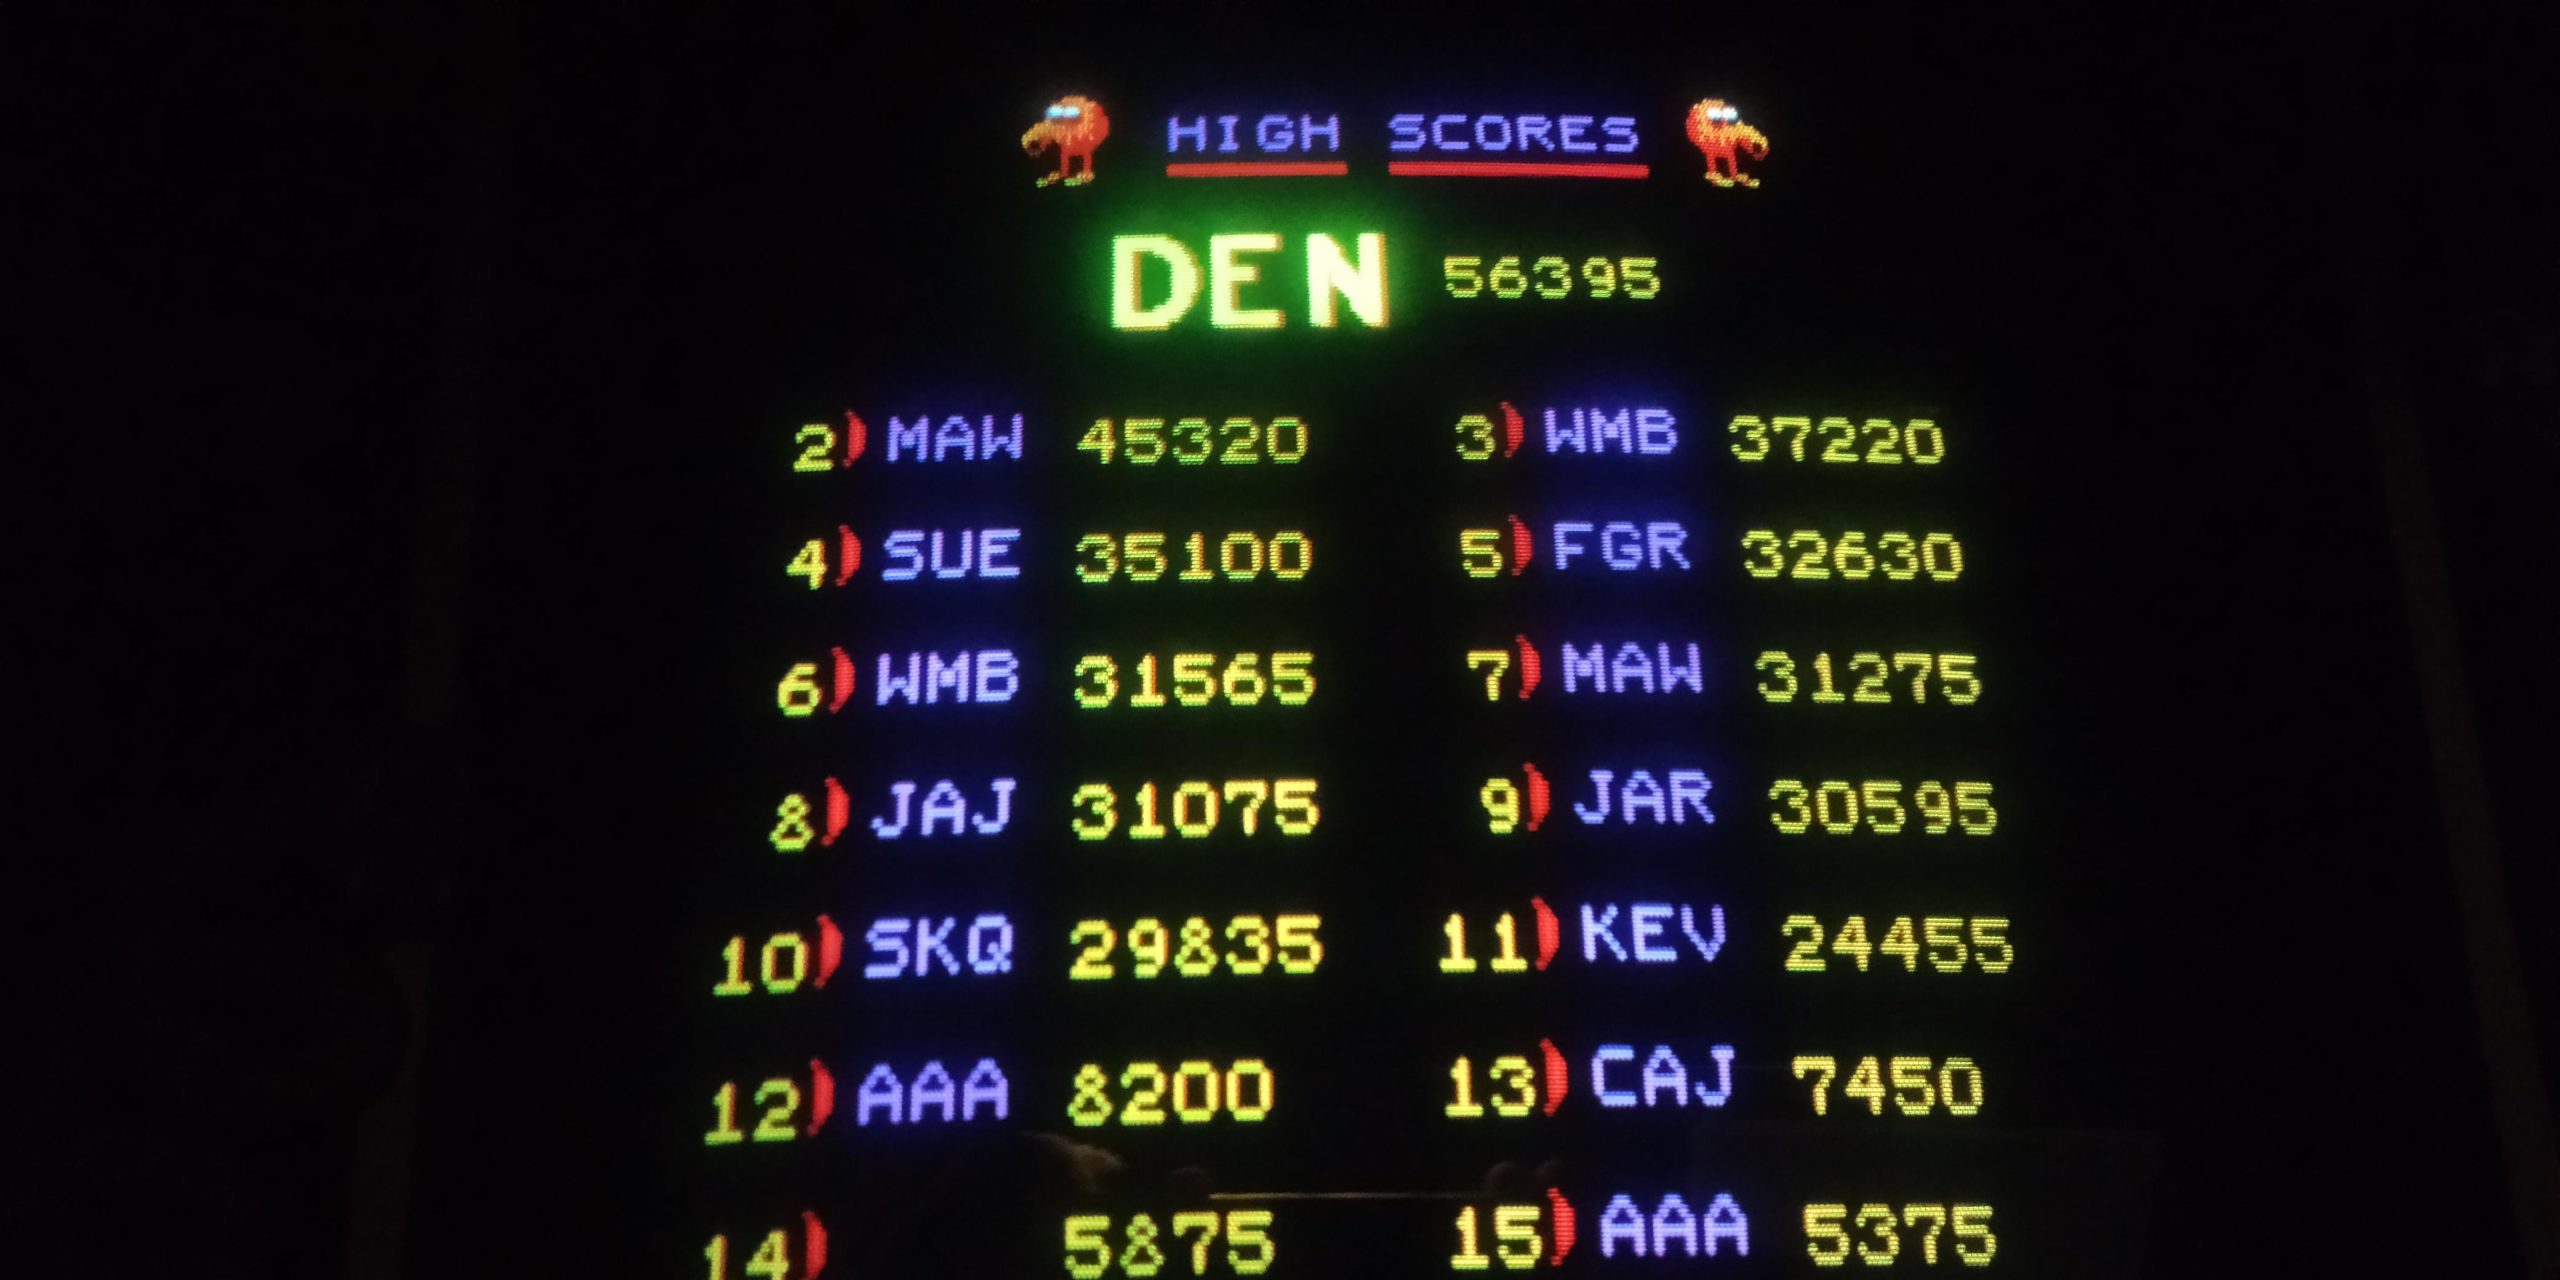 HIGH SCORES
DEN 56395
2) MAW 45320 3) WMB 37220
4) SUE 35100 5) FGR 32630
6) WMB 31565 7) MAW 31275
8) JAJ 31075 9) JAR 30595
10) SKQ 29835 11) KEV 24455
12) AAA 8200 13) CAJ 7450
14) 5875 15) AAA 5375